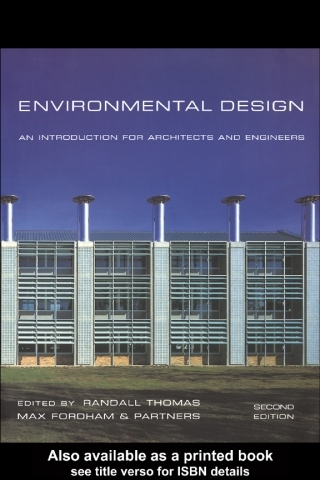 ENVIRONMENTAL DESIGN
AN INTRODUCTION FOR ARCHITECTS AND ENGINEERS
EDITED BY RANDALL THOMAS
MAX FORDHAM & PARTNERS
SECOND
EDITION
Also available as a printed book
see title verso for ISBN details